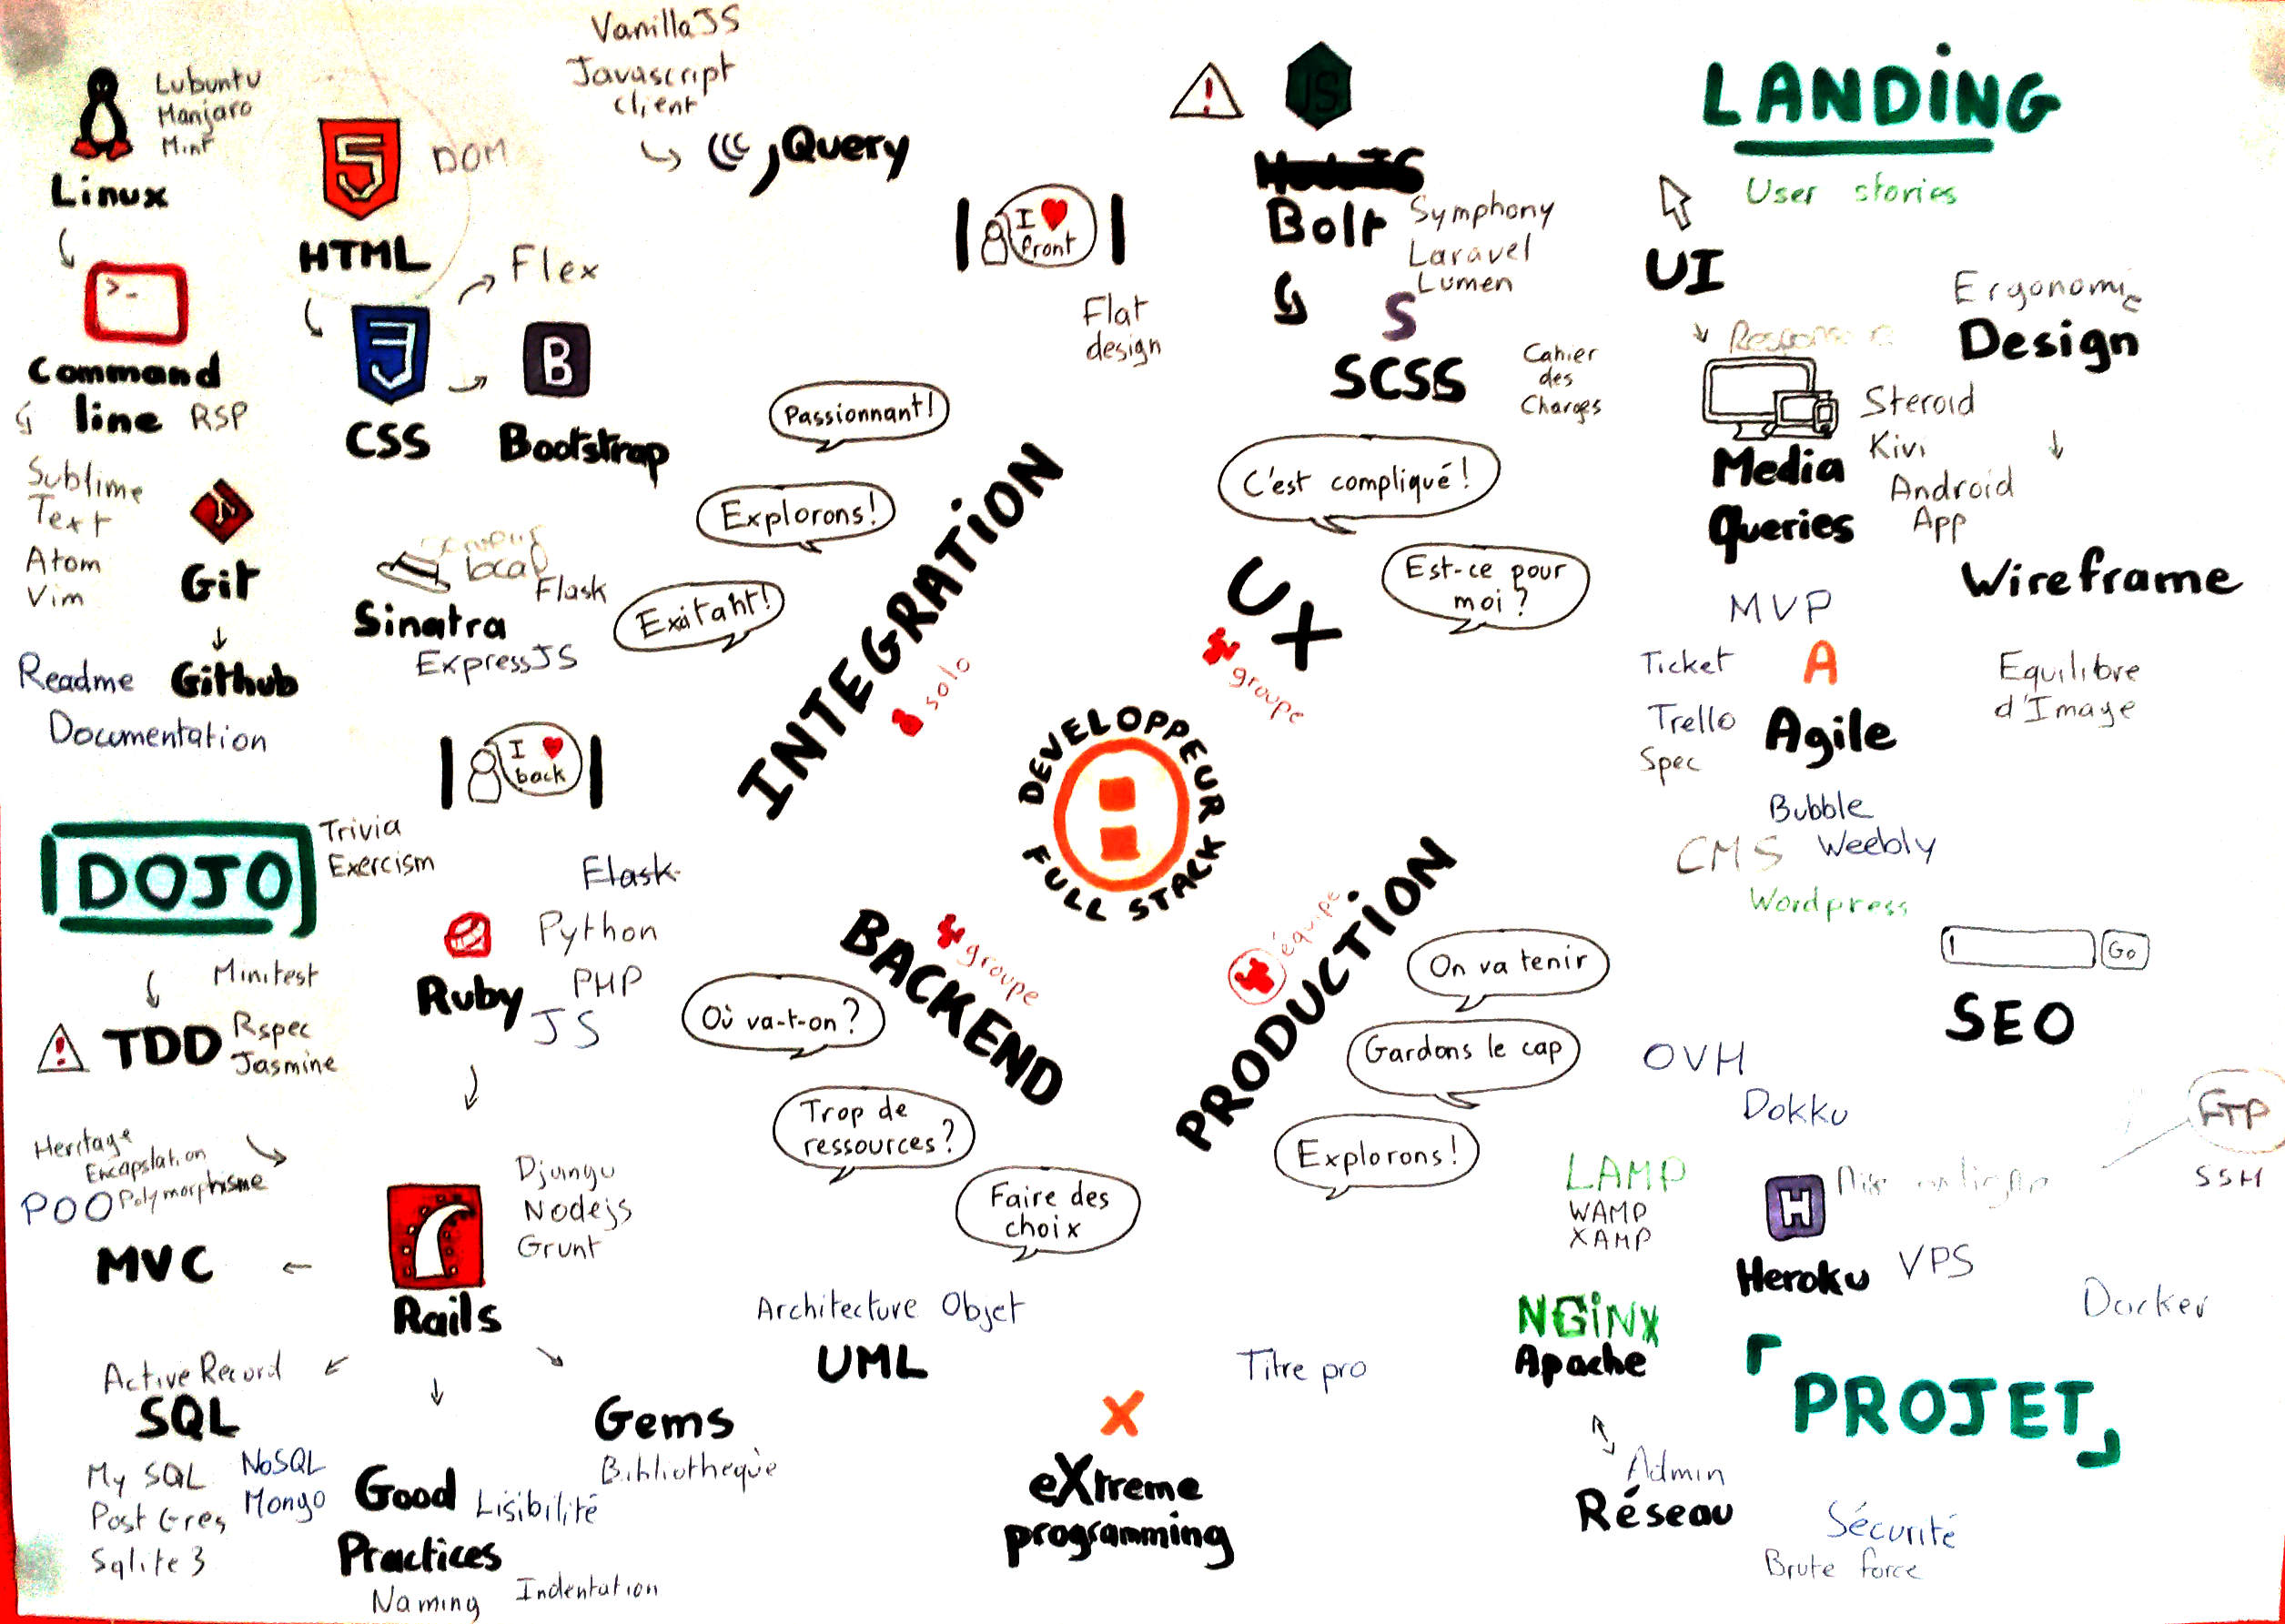 VanillaJS
Javascript
client
jQuery
Lubuntu
Manjaro
Mint
Linux
DOM
HTML
Flex
CSS
Bootstrap
>_
Command
line RSP
Sublime
Text
Atom
Vim
Git
Readme Github
Documentation
local
Flask
Sinatra
ExpressJS
I ♥
front
Flat
design
Passionnant!
Explorons!
Exitant!
INTEGRATION
solo
I ♥
back
JS
Bolt
Symphony
Laravel
Lumen
S
SCSS
Cahier
des
Charges
C'est compliqué!
Est-ce pour
moi ?
UX
groupe
LANDING
User stories
UI
Ergonomie
Design
Media
Queries
Steroid
Kivi
Android
App
Wireframe
MVP
Ticket
A
Trello
Agile
Spec
Equilibre
d'Image
Bubble
CMS Weebly
Wordpress
DEVELOPPEUR
FULL STACK
DOJO
Trivia
Exercism
Minitest
TDD
Rspec
Jasmine
Flask
Python
PHP
Ruby
JS
Heritage
Encapslation
POO Polymorphisme
MVC
Rails
Django
Nodejs
Grunt
BACKEND
groupe
Où va-t-on?
Trop de
ressources?
Faire des
choix
Architecture Objet
UML
Active Record
SQL
My SQL
Post Gres
Sqlite 3
NoSQL
Mongo
Gems
Bibliothèque
Good
Practices
Lisibilité
Naming
Indentation
X
eXtreme
programming
Titre pro
PRODUCTION
équipe
On va tenir
Gardons le cap
Explorons!
Go
SEO
OVH
Dokku
FTP
SSH
LAMP
WAMP
XAMP
H
Heroku
VPS
Docker
NGINX
Apache
PROJET
Admin
Réseau
Sécurité
Brute force